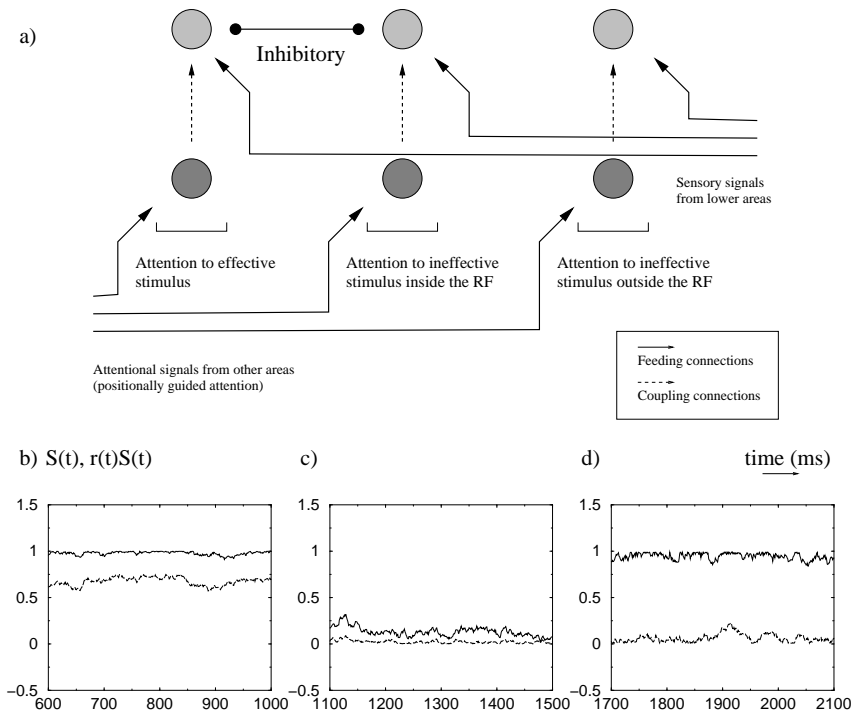 a)
Inhibitory
Sensory signals
from lower areas
Attention to effective
stimulus
Attention to ineffective
stimulus inside the RF
Attention to ineffective
stimulus outside the RF
Attentional signals from other areas
(positionally guided attention)
Feeding connections
Coupling connections
b) S(t), r(t)S(t)
c)
d)
time (ms)
1.5
1
0.5
0
−0.5
600 700 800 900 1000
1.5
1
0.5
0
−0.5
1100 1200 1300 1400 1500
1.5
1
0.5
0
−0.5
1700 1800 1900 2000 2100